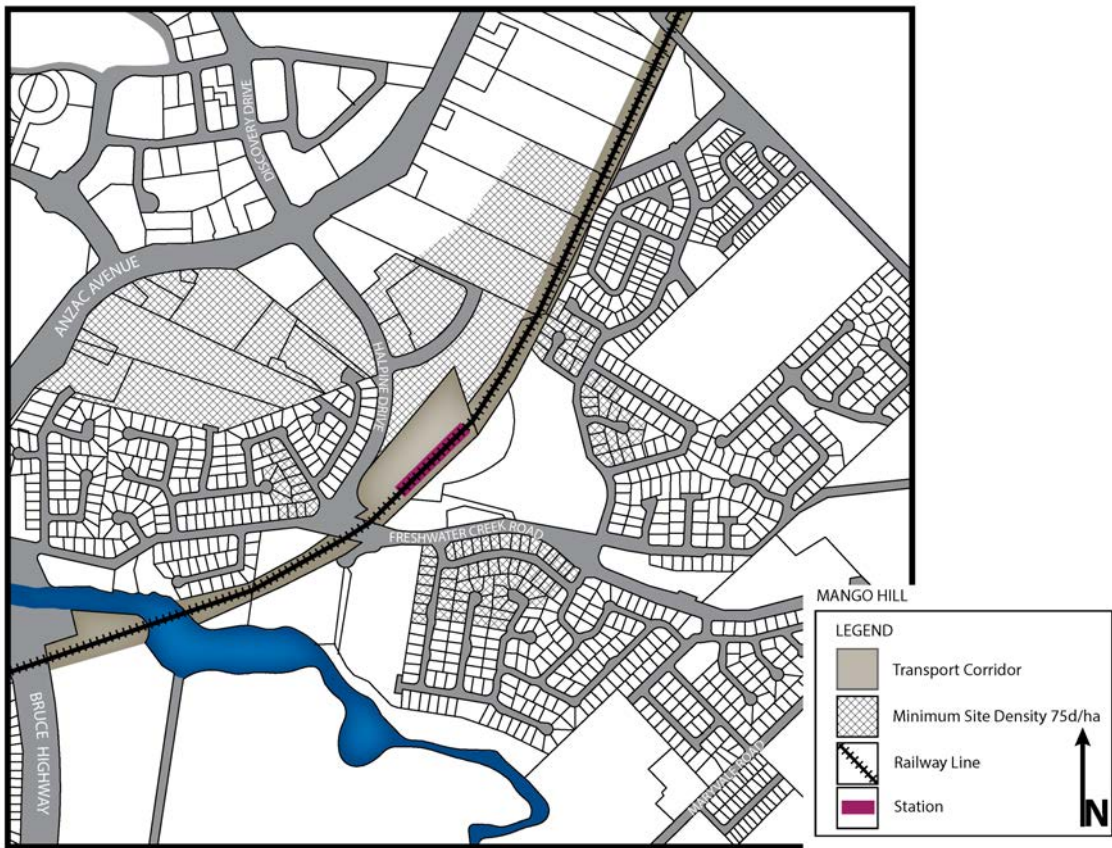 DISCOVERY DRIVE
ANZAC AVENUE
HALPINE DRIVE
FRESHWATER CREEK ROAD
BRUCE HIGHWAY
ROAD
MANGO HILL
LEGEND
Transport Corridor
Minimum Site Density 75d/ha
Railway Line
Station
N